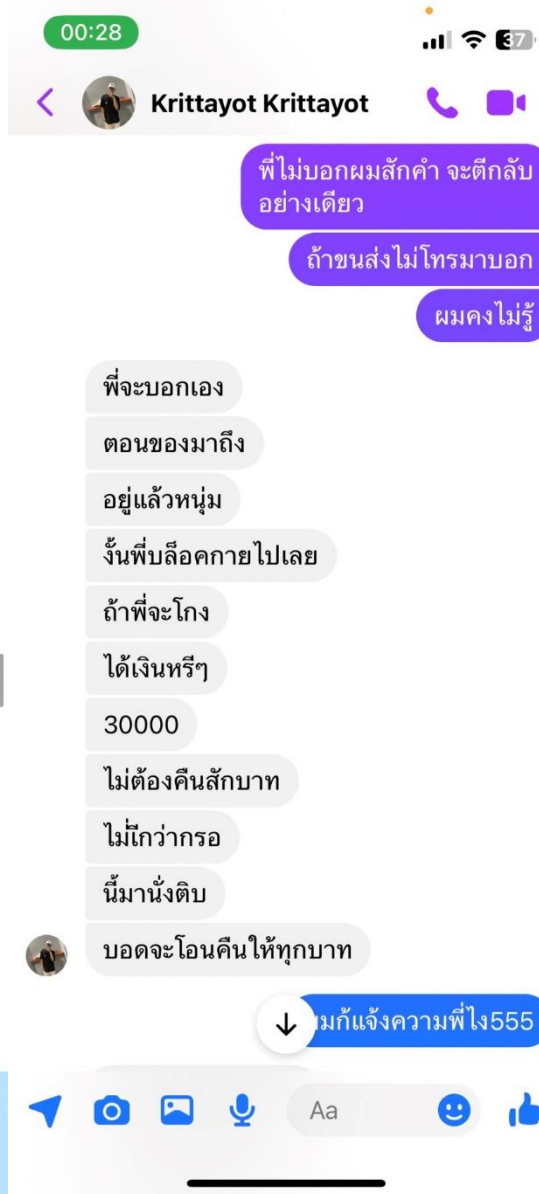 00:28
37
Krittayot Krittayot
พี่ไม่บอกผมสักคำ จะตีกลับ
อย่างเดียว
ถ้าขนส่งไม่โทรมาบอก
ผมคงไม่รู้
พี่จะบอกเอง
ตอนของมาถึง
อยู่แล้วหนุ่ม
งั้นพี่บล็อคกายไปเลย
ถ้าพี่จะโกง
ได้เงินหรีๆ
30000
ไม่ต้องคืนสักบาท
ไม่เีกว่ากรอ
นี้มานั่งติบ
บอดจะโอนคืนให้ทุกบาท
มก้แจ้งความพี่ไง555
Aa